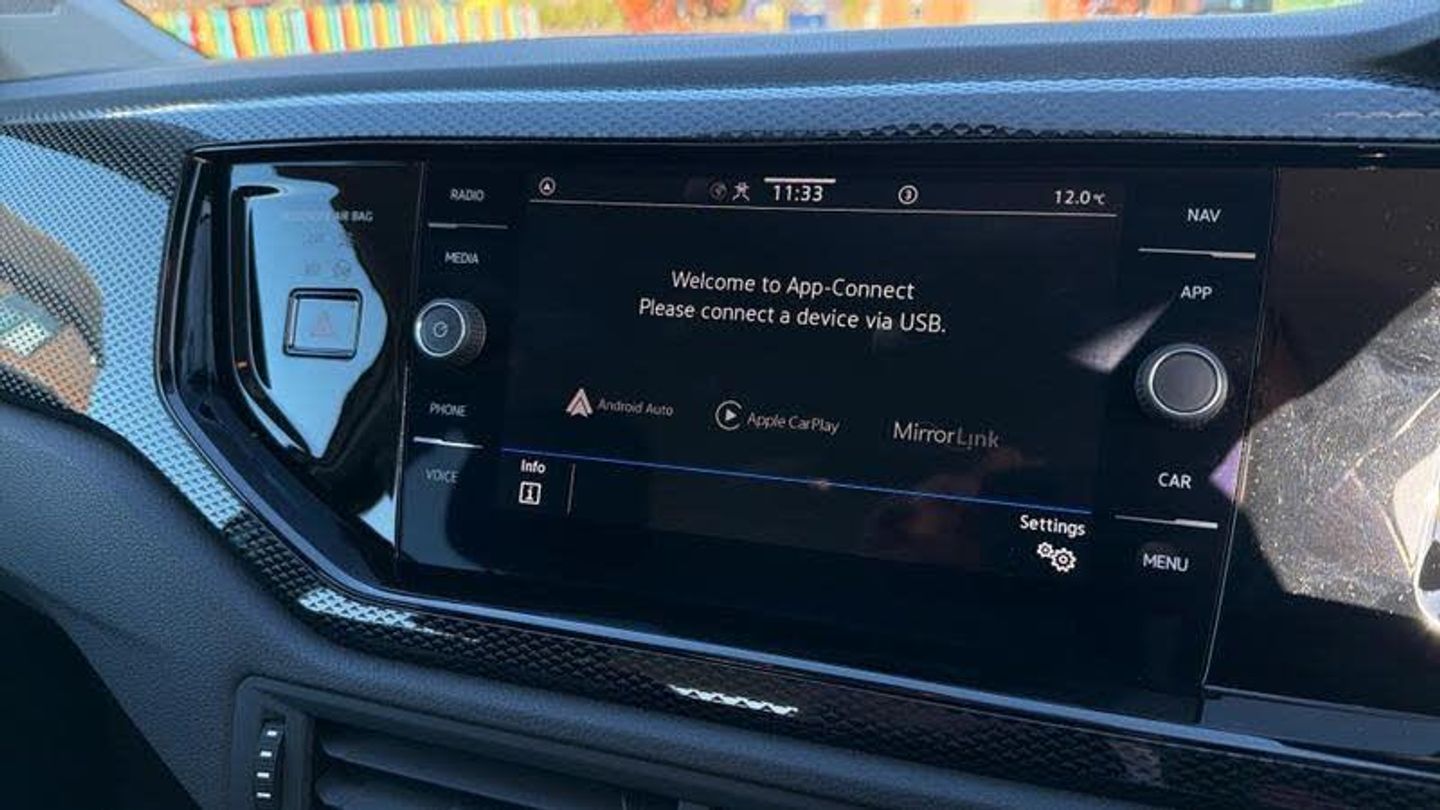 RADIO
MEDIA
PHONE
VOICE
11:33
3
12.0°C
Welcome to App-Connect
Please connect a device via USB.
Android Auto
Apple CarPlay
MirrorLink
Info
Settings
NAV
APP
CAR
MENU